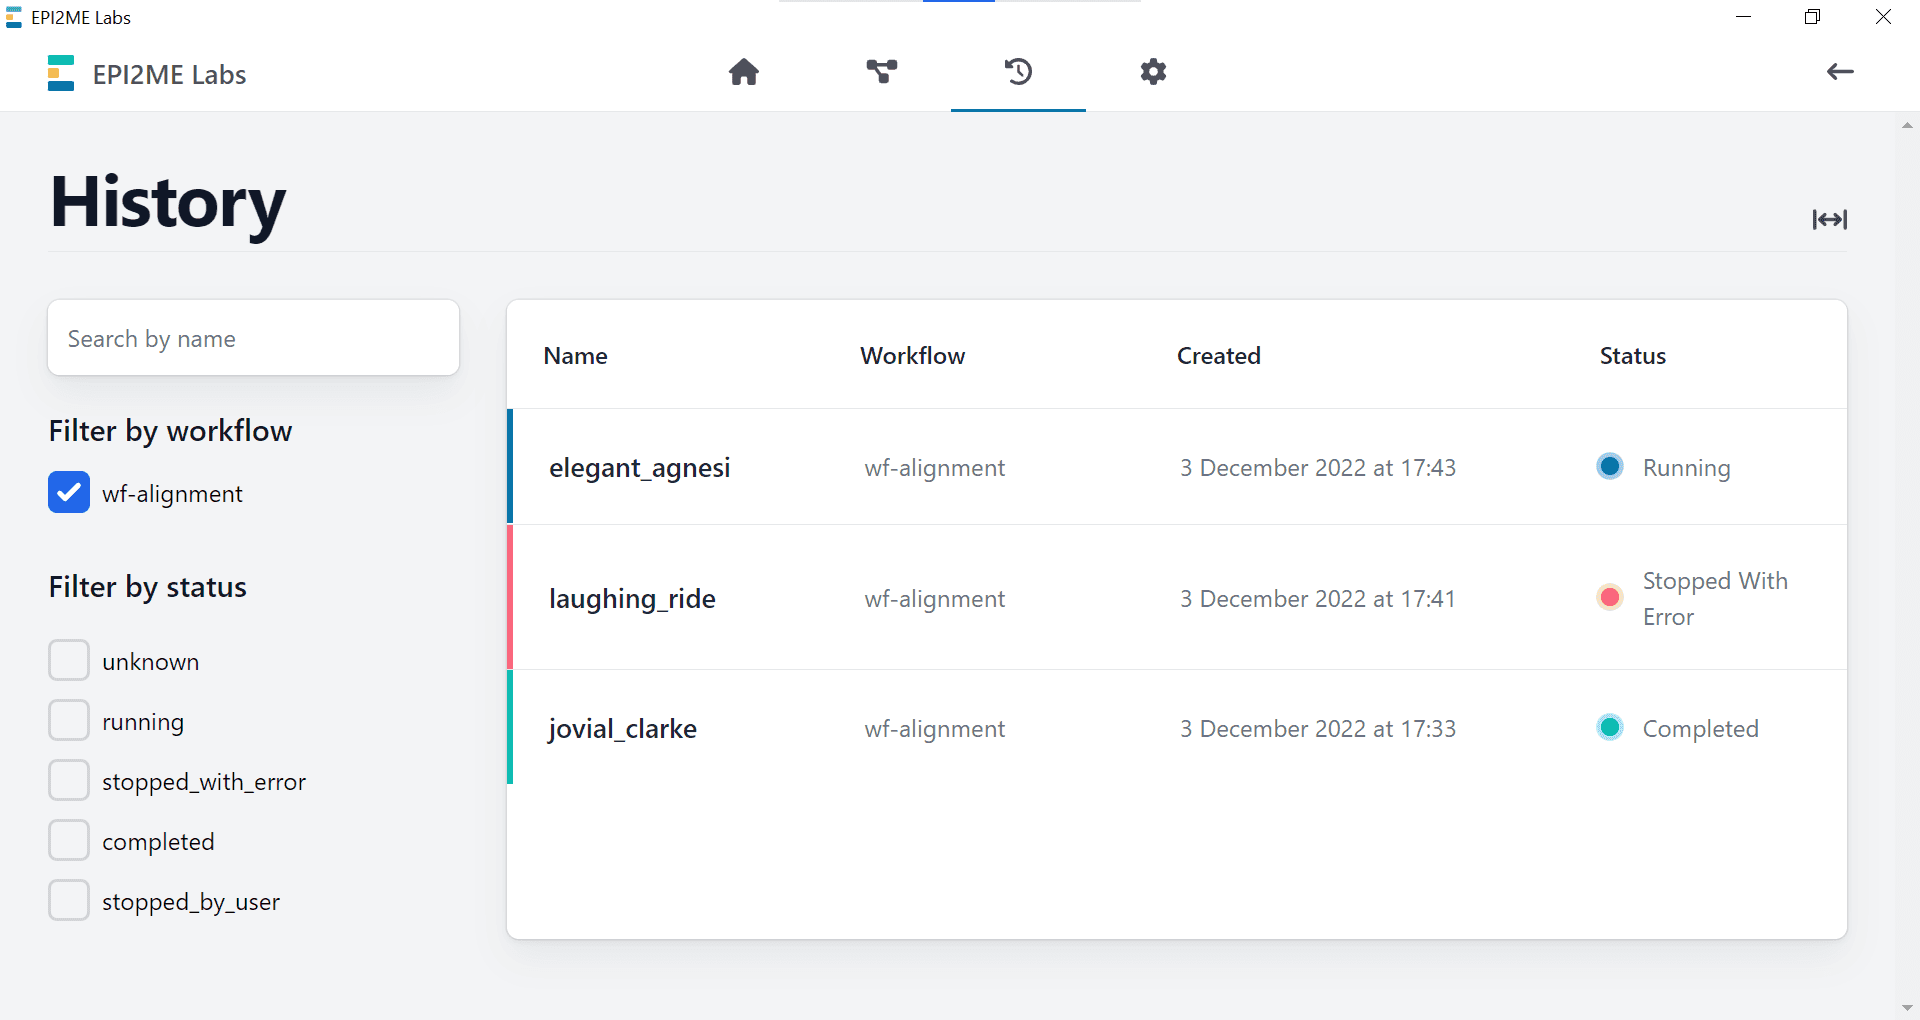 EPI2ME Labs
EPI2ME Labs
History
Search by name
Filter by workflow
wf-alignment
Filter by status
unknown
running
stopped_with_error
completed
stopped_by_user
Name Workflow Created Status
elegant_agnesi wf-alignment 3 December 2022 at 17:43 Running
laughing_ride wf-alignment 3 December 2022 at 17:41 Stopped With
Error
jovial_clarke wf-alignment 3 December 2022 at 17:33 Completed